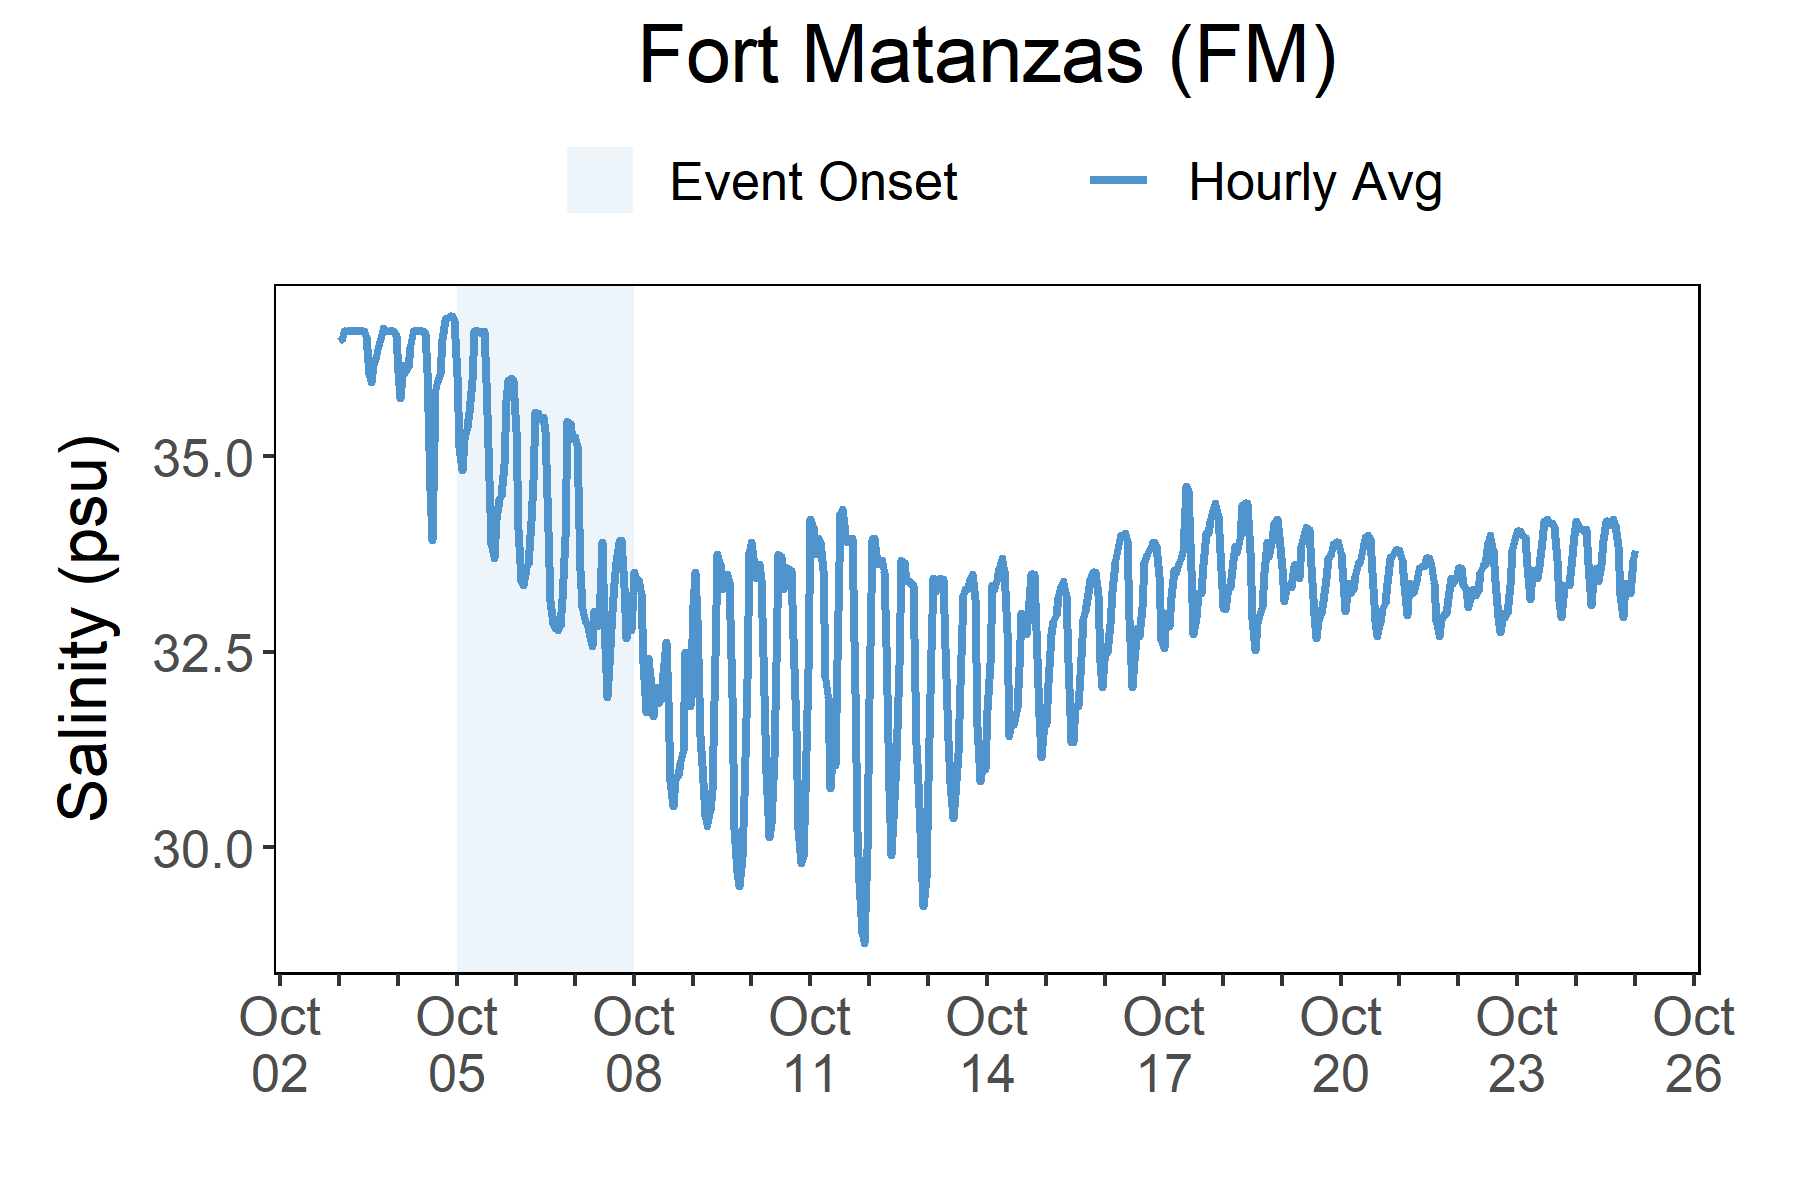 Fort Matanzas (FM)
Event Onset
Hourly Avg
Salinity (psu)
35.0
32.5
30.0
Oct 02
Oct 05
Oct 08
Oct 11
Oct 14
Oct 17
Oct 20
Oct 23
Oct 26